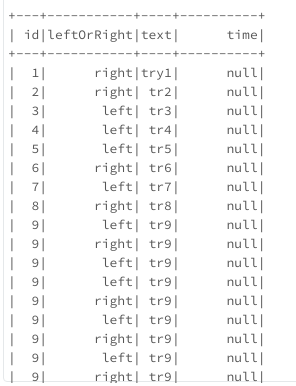 +---+-----------+----+----------+
| id|leftOrRight|text|      time|
+---+-----------+----+----------+
|  1|      right|try1|      null|
|  2|      right| tr2|      null|
|  3|       left| tr3|      null|
|  4|       left| tr4|      null|
|  5|       left| tr5|      null|
|  6|      right| tr6|      null|
|  7|       left| tr7|      null|
|  8|      right| tr8|      null|
|  9|       left| tr9|      null|
|  9|      right| tr9|      null|
|  9|       left| tr9|      null|
|  9|       left| tr9|      null|
|  9|      right| tr9|      null|
|  9|       left| tr9|      null|
|  9|      right| tr9|      null|
|  9|       left| tr9|      null|
|  9|      right| tr9|      null|